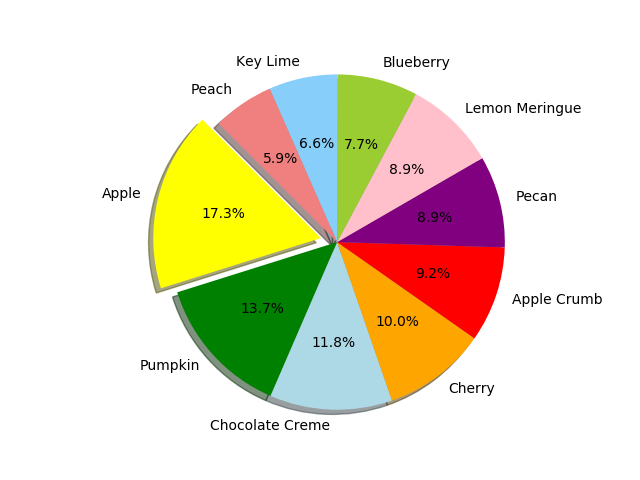 Key Lime
Blueberry
Peach
Lemon Meringue
6.6%
7.7%
5.9%
8.9%
Apple
Pecan
17.3%
8.9%
9.2%
Apple Crumb
13.7%
10.0%
11.8%
Pumpkin
Cherry
Chocolate Creme